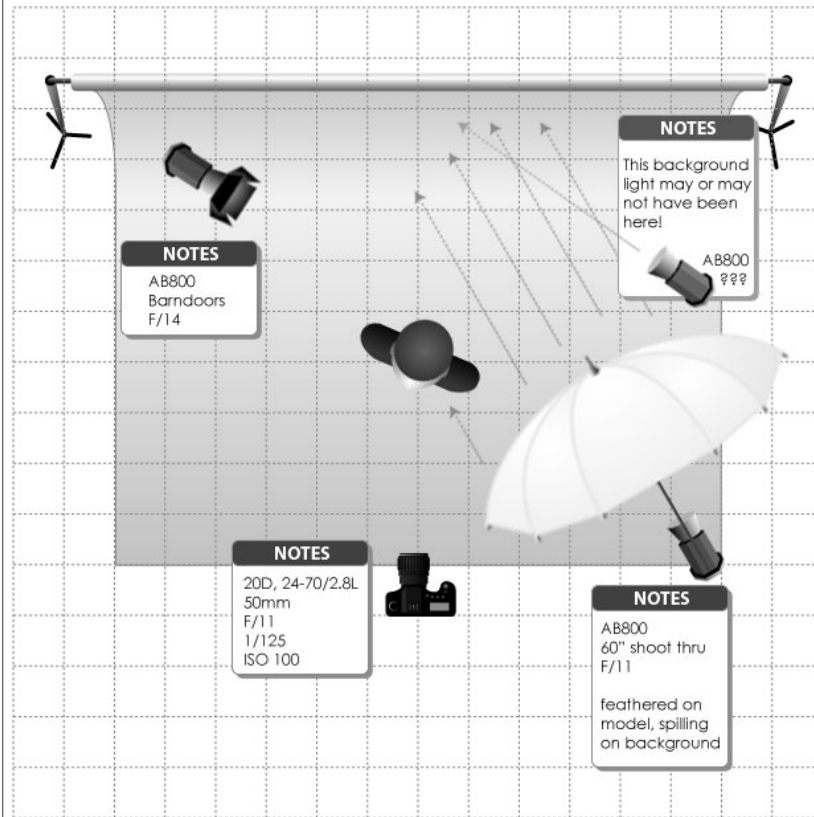 NOTES
This background
light may or may
not have been
here!
AB800
???
NOTES
AB800
Barndoors
F/14
NOTES
20D, 24-70/2.8L
50mm
F/11
1/125
ISO 100
NOTES
AB800
60" shoot thru
F/11
feathered on
model, spilling
on background